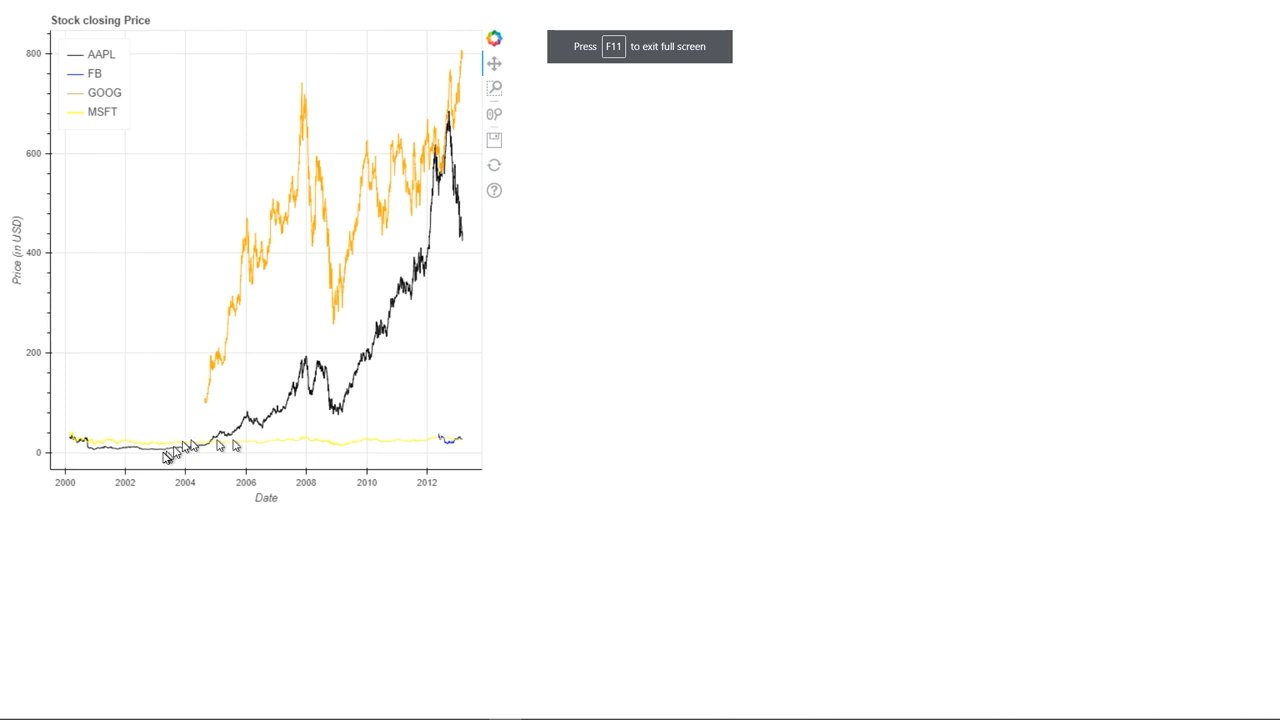 Stock closing Price
Press F11 to exit full screen
AAPL
FB
GOOG
MSFT
800
600
400
200
0
Price (in USD)
2000 2002 2004 2006 2008 2010 2012
Date